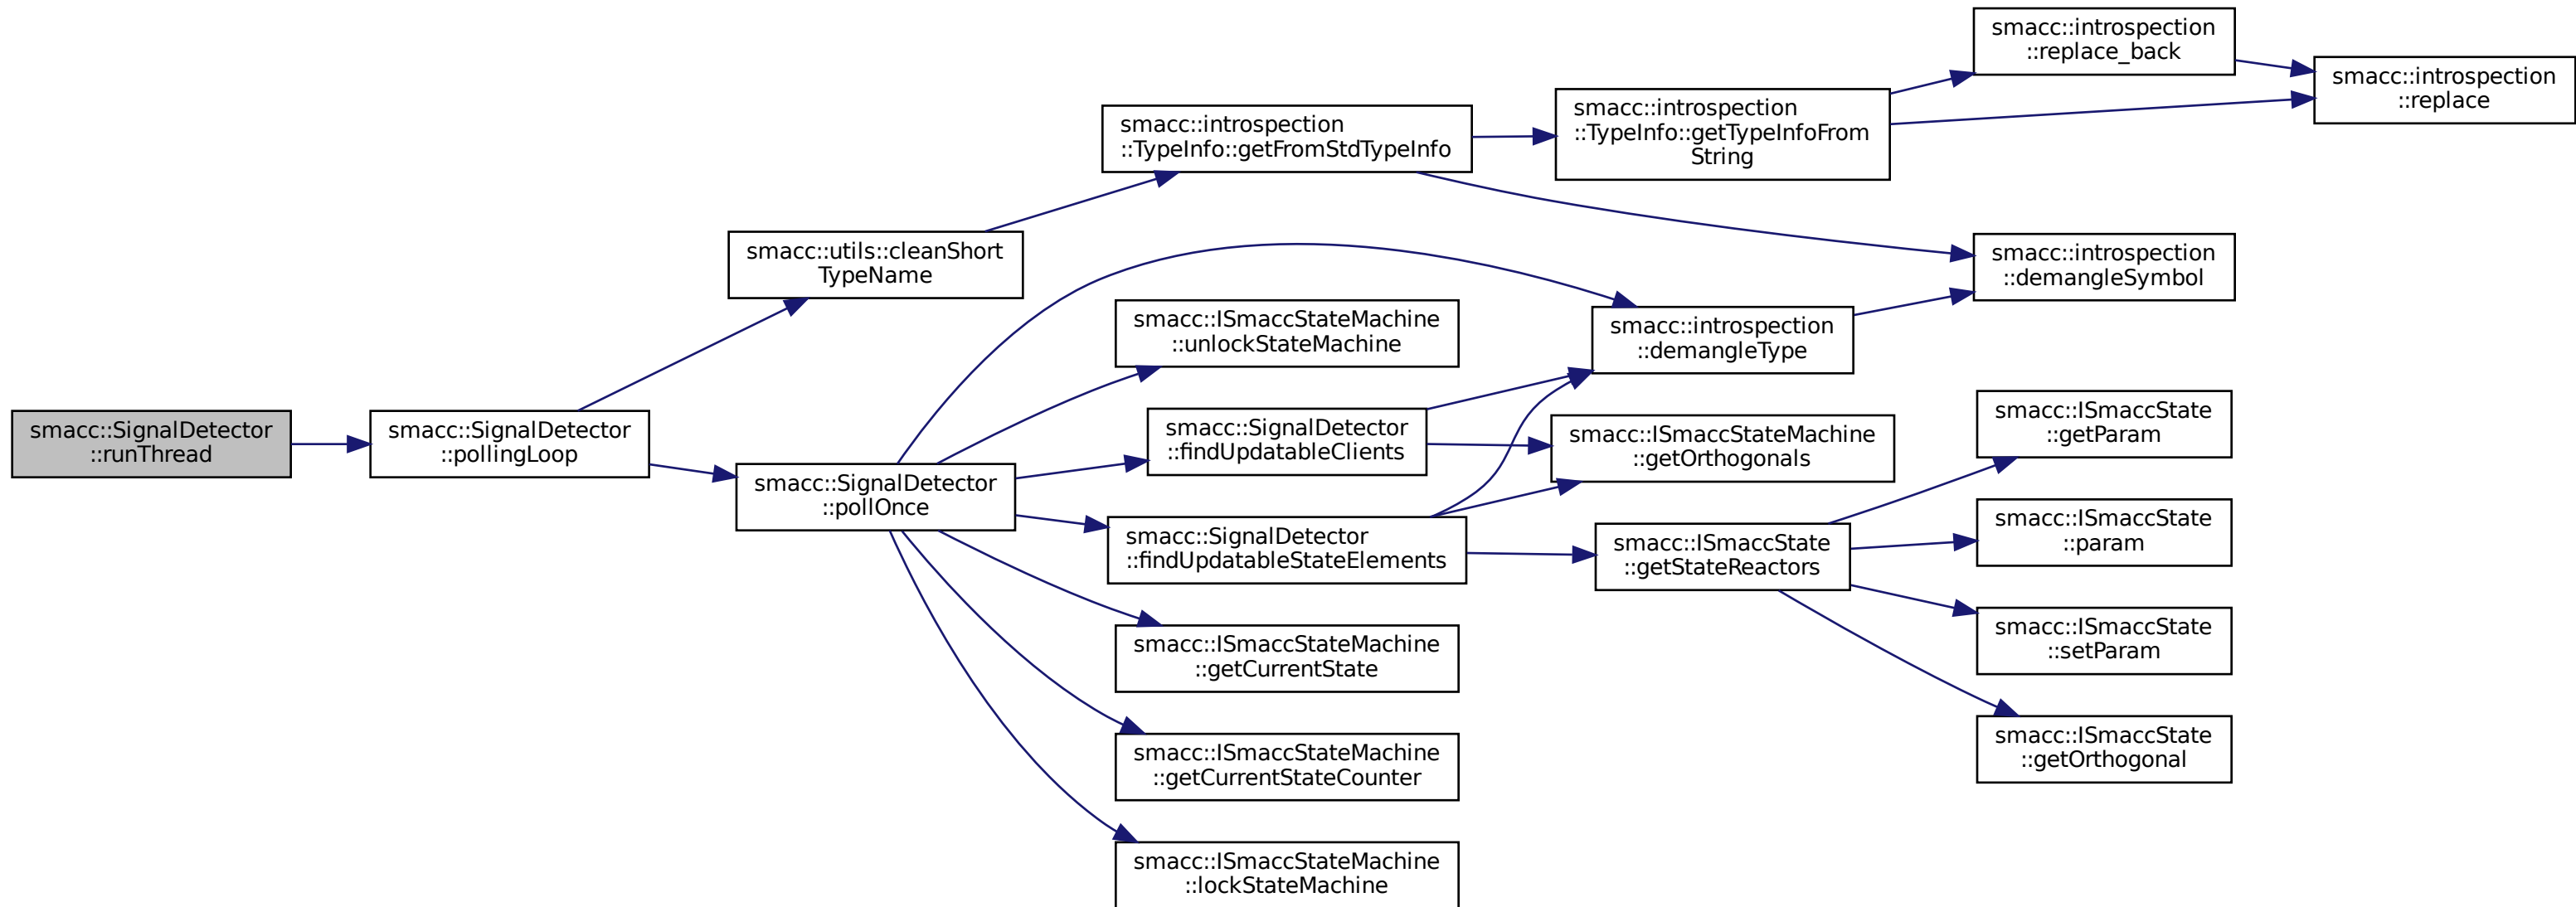 smacc::SignalDetector
::runThread
smacc::SignalDetector
::pollingLoop
smacc::utils::cleanShort
TypeName
smacc::SignalDetector
::pollOnce
smacc::introspection
::TypeInfo::getFromStdTypeInfo
smacc::ISmaccStateMachine
::unlockStateMachine
smacc::SignalDetector
::findUpdatableClients
smacc::SignalDetector
::findUpdatableStateElements
smacc::ISmaccStateMachine
::getCurrentState
smacc::ISmaccStateMachine
::getCurrentStateCounter
smacc::ISmaccStateMachine
::lockStateMachine
smacc::introspection
::TypeInfo::getTypeInfoFrom
String
smacc::introspection
::demangleType
smacc::ISmaccStateMachine
::getOrthogonals
smacc::ISmaccState
::getStateReactors
smacc::introspection
::replace_back
smacc::introspection
::demangleSymbol
smacc::ISmaccState
::getParam
smacc::ISmaccState
::param
smacc::ISmaccState
::setParam
smacc::ISmaccState
::getOrthogonal
smacc::introspection
::replace